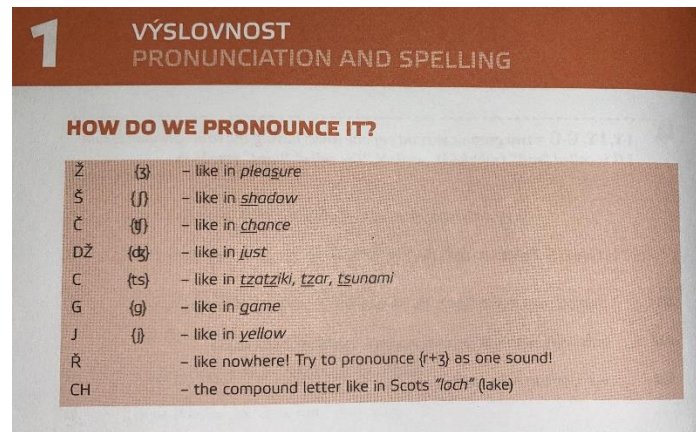 1
VÝSLOVNOST
PRONUNCIATION AND SPELLING
HOW DO WE PRONOUNCE IT?
Ž {ʒ} – like in pleasure
Š {ʃ} – like in shadow
Č {ʧ} – like in chance
DŽ {ʤ} – like in just
C {ts} – like in tzatziki, tzar, tsunami
G {g} – like in game
J {j} – like in yellow
Ř – like nowhere! Try to pronounce {r+ʒ} as one sound!
CH – the compound letter like in Scots "loch" (lake)